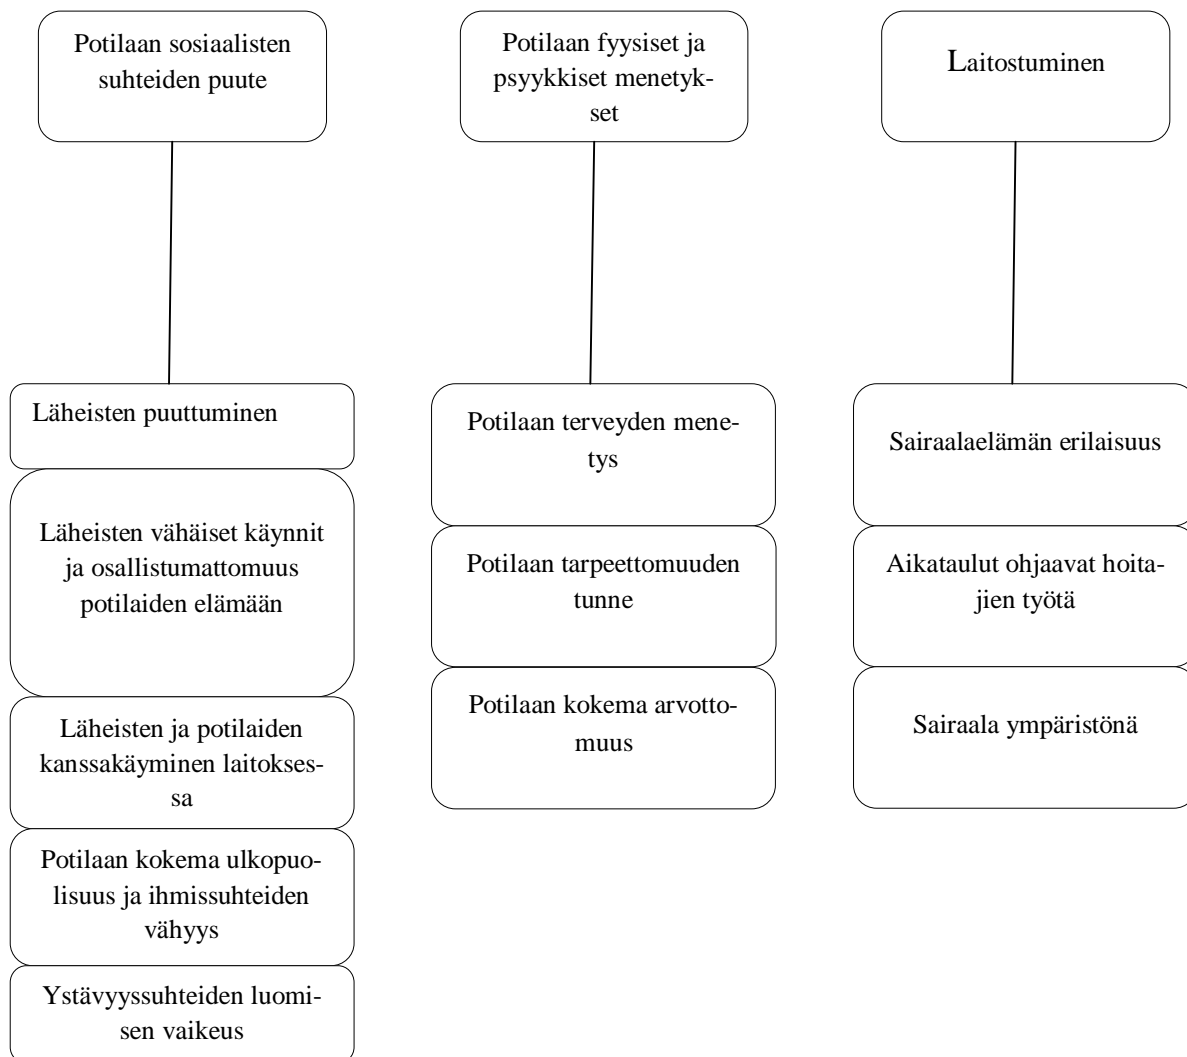 Potilaan sosiaalisten
suhteiden puute
Läheisten puuttuminen
Läheisten vähäiset käynnit
ja osallistumattomuus
potilaiden elämään
Läheisten ja potilaiden
kanssakäyminen laitokses-
sa
Potilaan kokema ulkopuo-
lisuus ja ihmissuhteiden
vähyys
Ystävyyssuhteiden luomi-
sen vaikeus
Potilaan fyysiset ja
psyykkiset menetyk-
set
Potilaan terveyden mene-
tys
Potilaan tarpeettomuuden
tunne
Potilaan kokema arvotto-
muus
Laitostuminen
Sairaalaelämän erilaisuus
Aikataulut ohjaavat hoita-
jien työtä
Sairaala ympäristönä